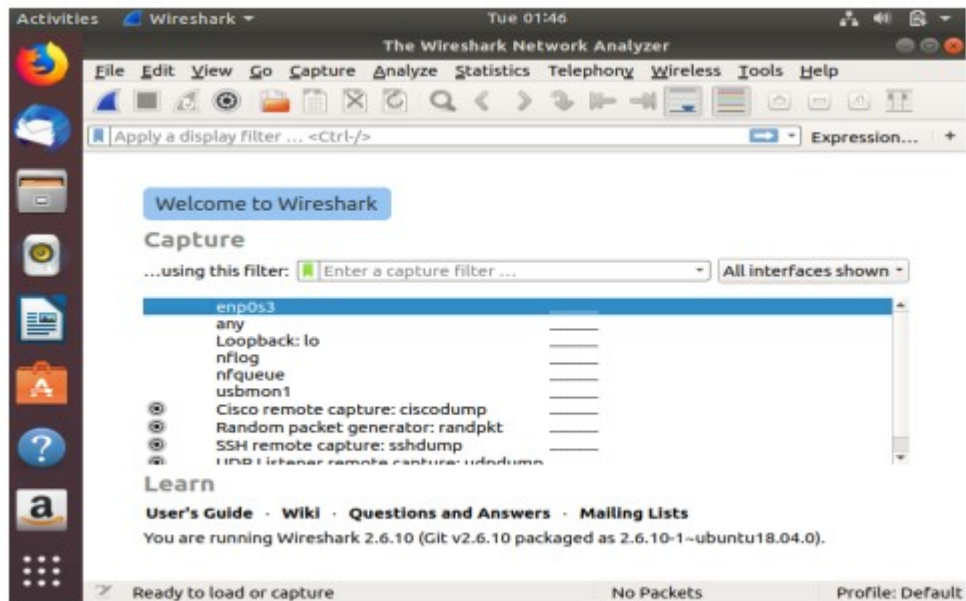 Activities Wireshark Tue 01:46
The Wireshark Network Analyzer
File Edit View Go Capture Analyze Statistics Telephony Wireless Tools Help
Apply a display filter ... <Ctrl-/> Expression... +
Welcome to Wireshark
Capture
...using this filter: Enter a capture filter ... All interfaces shown
enp0s3
any
Loopback: lo
nflog
nfqueue
usbmon1
Cisco remote capture: ciscodump
Random packet generator: randpkt
SSH remote capture: sshdump
UDP Listener remote capture: udpdump
Learn
User's Guide · Wiki · Questions and Answers · Mailing Lists
You are running Wireshark 2.6.10 (Git v2.6.10 packaged as 2.6.10-1~ubuntu18.04.0).
Ready to load or capture No Packets Profile: Default